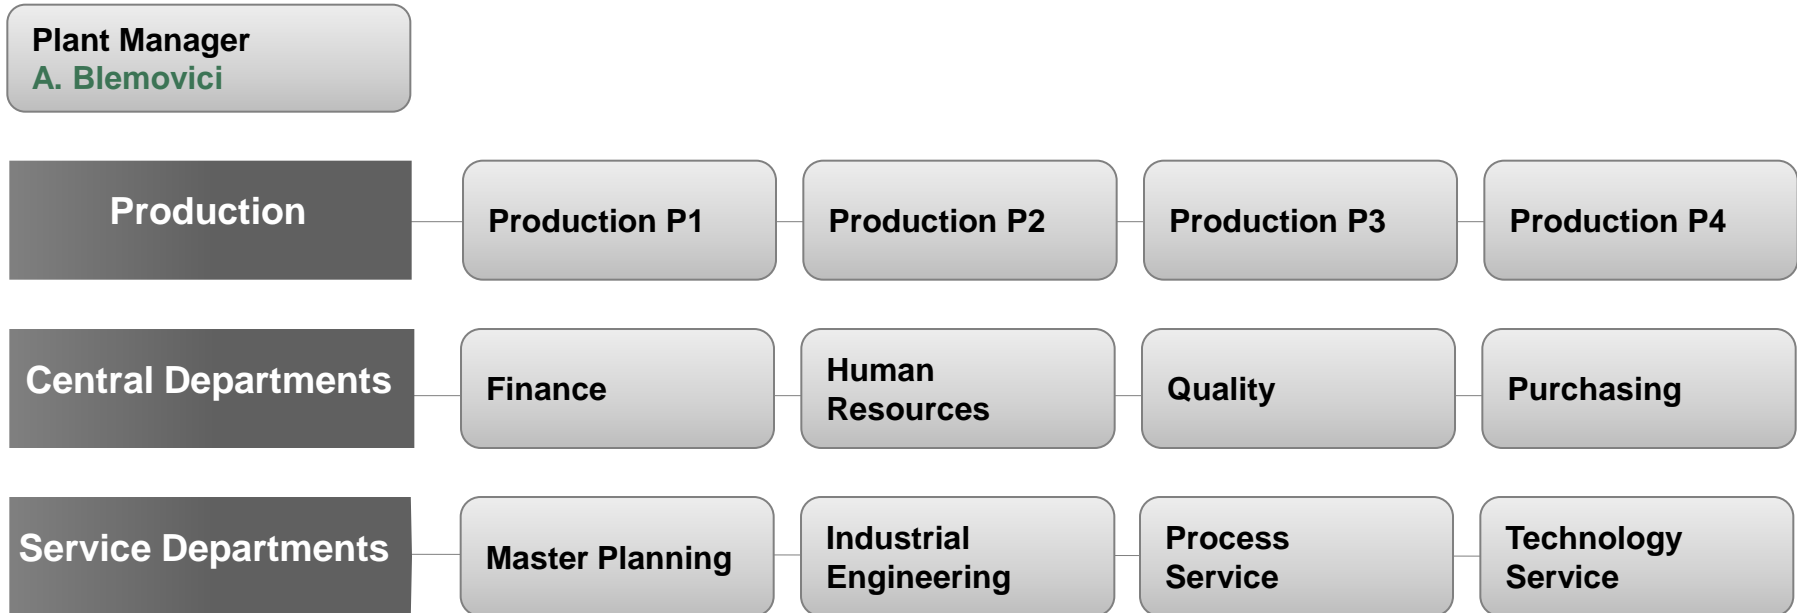 Plant Manager
A. Blemovici
Production
Production P1
Production P2
Production P3
Production P4
Central Departments
Finance
Human
Resources
Quality
Purchasing
Service Departments
Master Planning
Industrial
Engineering
Process
Service
Technology
Service